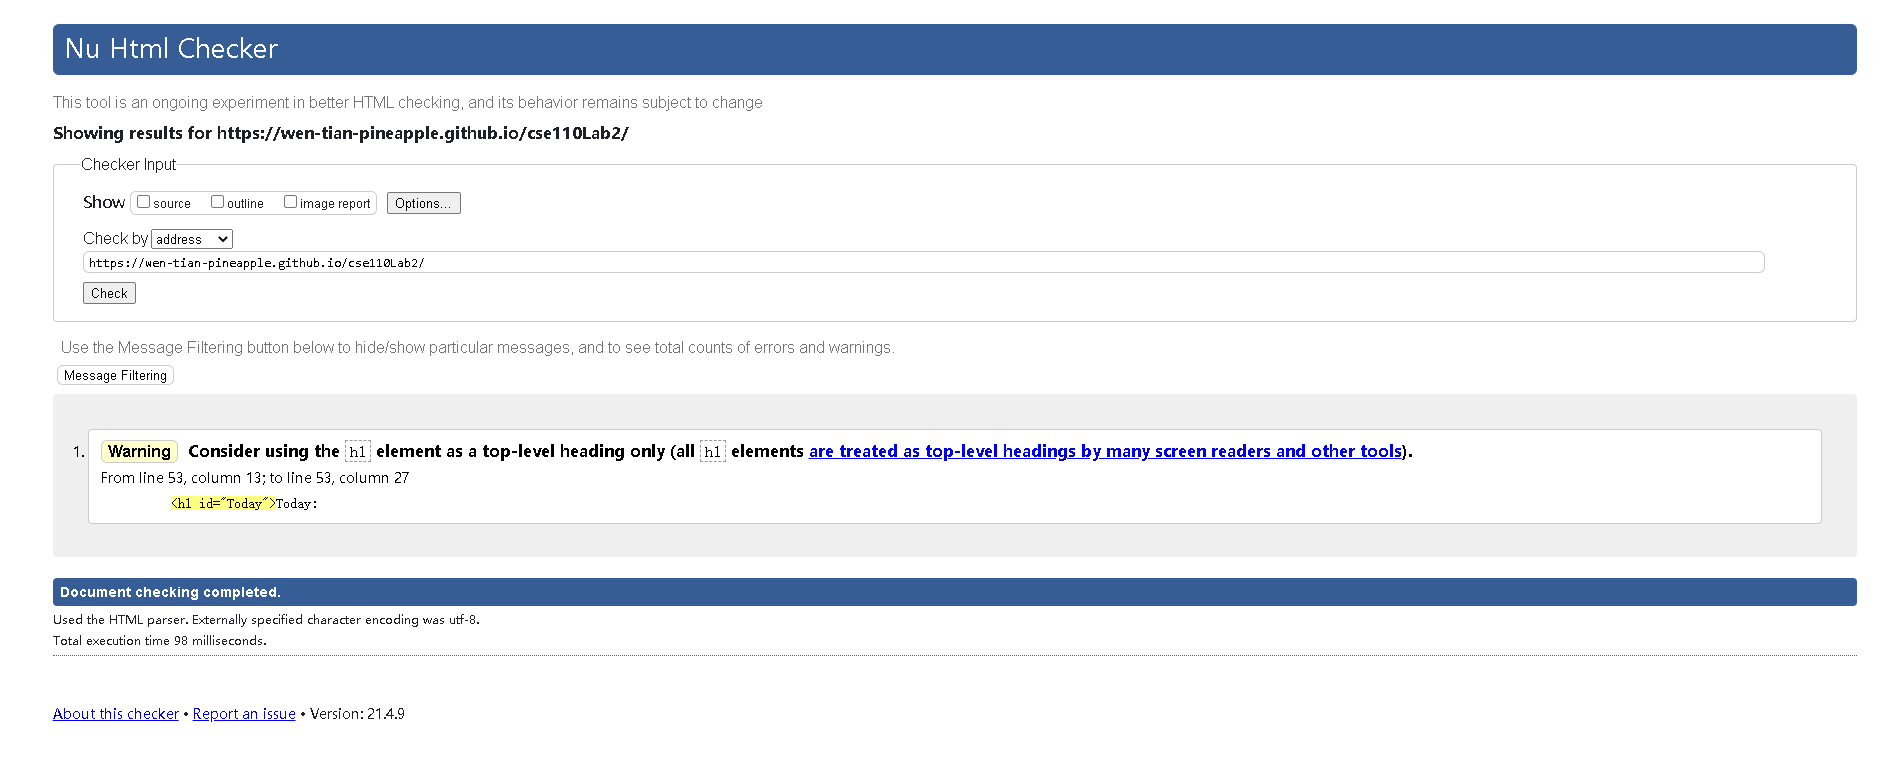 Nu Html Checker
This tool is an ongoing experiment in better HTML checking, and its behavior remains subject to change
Showing results for https://wen-tian-pineapple.github.io/cse110Lab2/
Checker Input
Show source outline image report Options...
Check by address
https://wen-tian-pineapple.github.io/cse110Lab2/
Check
Use the Message Filtering button below to hide/show particular messages, and to see total counts of errors and warnings.
Message Filtering
1. Warning Consider using the h1 element as a top-level heading only (all h1 elements are treated as top-level headings by many screen readers and other tools).
From line 53, column 13; to line 53, column 27
<h1 id="Today">Today:
Document checking completed.
Used the HTML parser. Externally specified character encoding was utf-8.
Total execution time 98 milliseconds.
About this checker • Report an issue • Version: 21.4.9